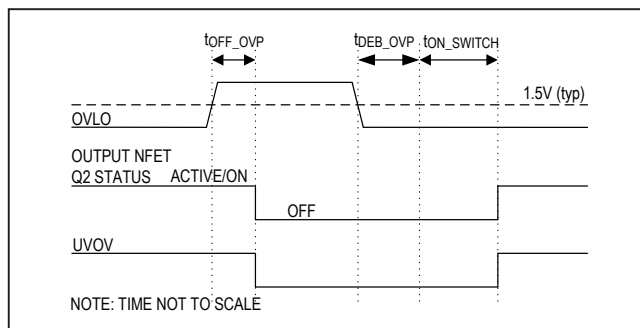 tOFF_OVP tDEB_OVP tON_SWITCH
1.5V (typ)
OVLO
OUTPUT NFET
Q2 STATUS ACTIVE/ON
OFF
UVOV
NOTE: TIME NOT TO SCALE